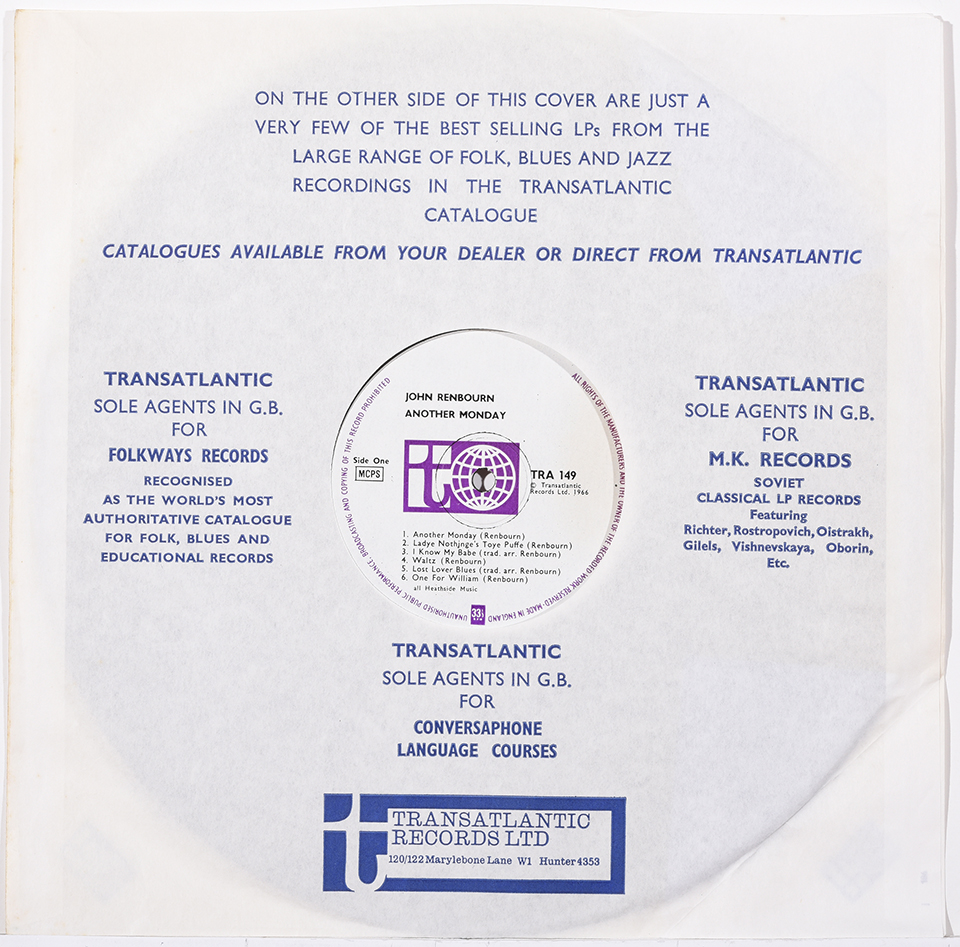 ON THE OTHER SIDE OF THIS COVER ARE JUST A
VERY FEW OF THE BEST SELLING LPs FROM THE
LARGE RANGE OF FOLK, BLUES AND JAZZ
RECORDINGS IN THE TRANSATLANTIC
CATALOGUE
CATALOGUES AVAILABLE FROM YOUR DEALER OR DIRECT FROM TRANSATLANTIC
TRANSATLANTIC
SOLE AGENTS IN G.B.
FOR
FOLKWAYS RECORDS
RECOGNISED
AS THE WORLD'S MOST
AUTHORITATIVE CATALOGUE
FOR FOLK, BLUES AND
EDUCATIONAL RECORDS
JOHN RENBOURN
ANOTHER MONDAY
Side One
MCPS
it
TRA 149
© Transatlantic
Records Ltd. 1966
1. Another Monday (Renbourn)
2. Ladye Nothjnge's Toye Puffe (Renbourn)
3. I Know My Babe (trad. arr. Renbourn)
4. Waltz (Renbourn)
5. Lost Lover Blues (trad. arr. Renbourn)
6. One For William (Renbourn)
all Heathside Music
ALL RIGHTS OF THE MANUFACTURERS AND THE OWNER OF THE RECORDED WORK RESERVED-MADE IN ENGLAND
33⅓
UNAUTHORISED PUBLIC PERFORMANCE, BROADCASTING AND COPYING OF THIS RECORD PROHIBITED
TRANSATLANTIC
SOLE AGENTS IN G.B.
FOR
M.K. RECORDS
SOVIET
CLASSICAL LP RECORDS
Featuring
Richter, Rostropovich, Oistrakh,
Gilels, Vishnevskaya, Oborin,
Etc.
TRANSATLANTIC
SOLE AGENTS IN G.B.
FOR
CONVERSAPHONE
LANGUAGE COURSES
t
TRANSATLANTIC
RECORDS LTD
120/122 Marylebone Lane W1 Hunter 4353